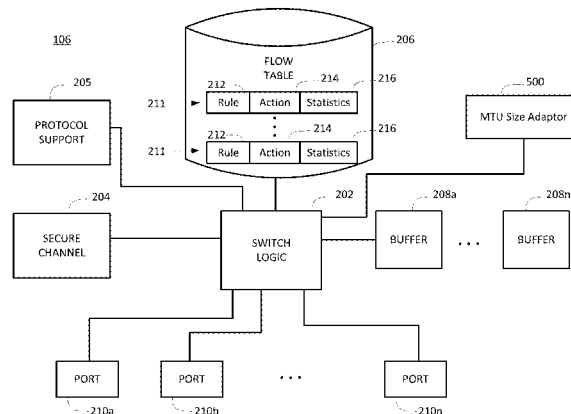 106
206
FLOW
TABLE
205
212
214
216
500
211
Rule Action Statistics
PROTOCOL
SUPPORT
MTU Size Adaptor
212
214
216
211
Rule Action Statistics
204
202
208a
208n
SECURE
CHANNEL
SWITCH
LOGIC
BUFFER
BUFFER
PORT
PORT
PORT
210a
210b
210n